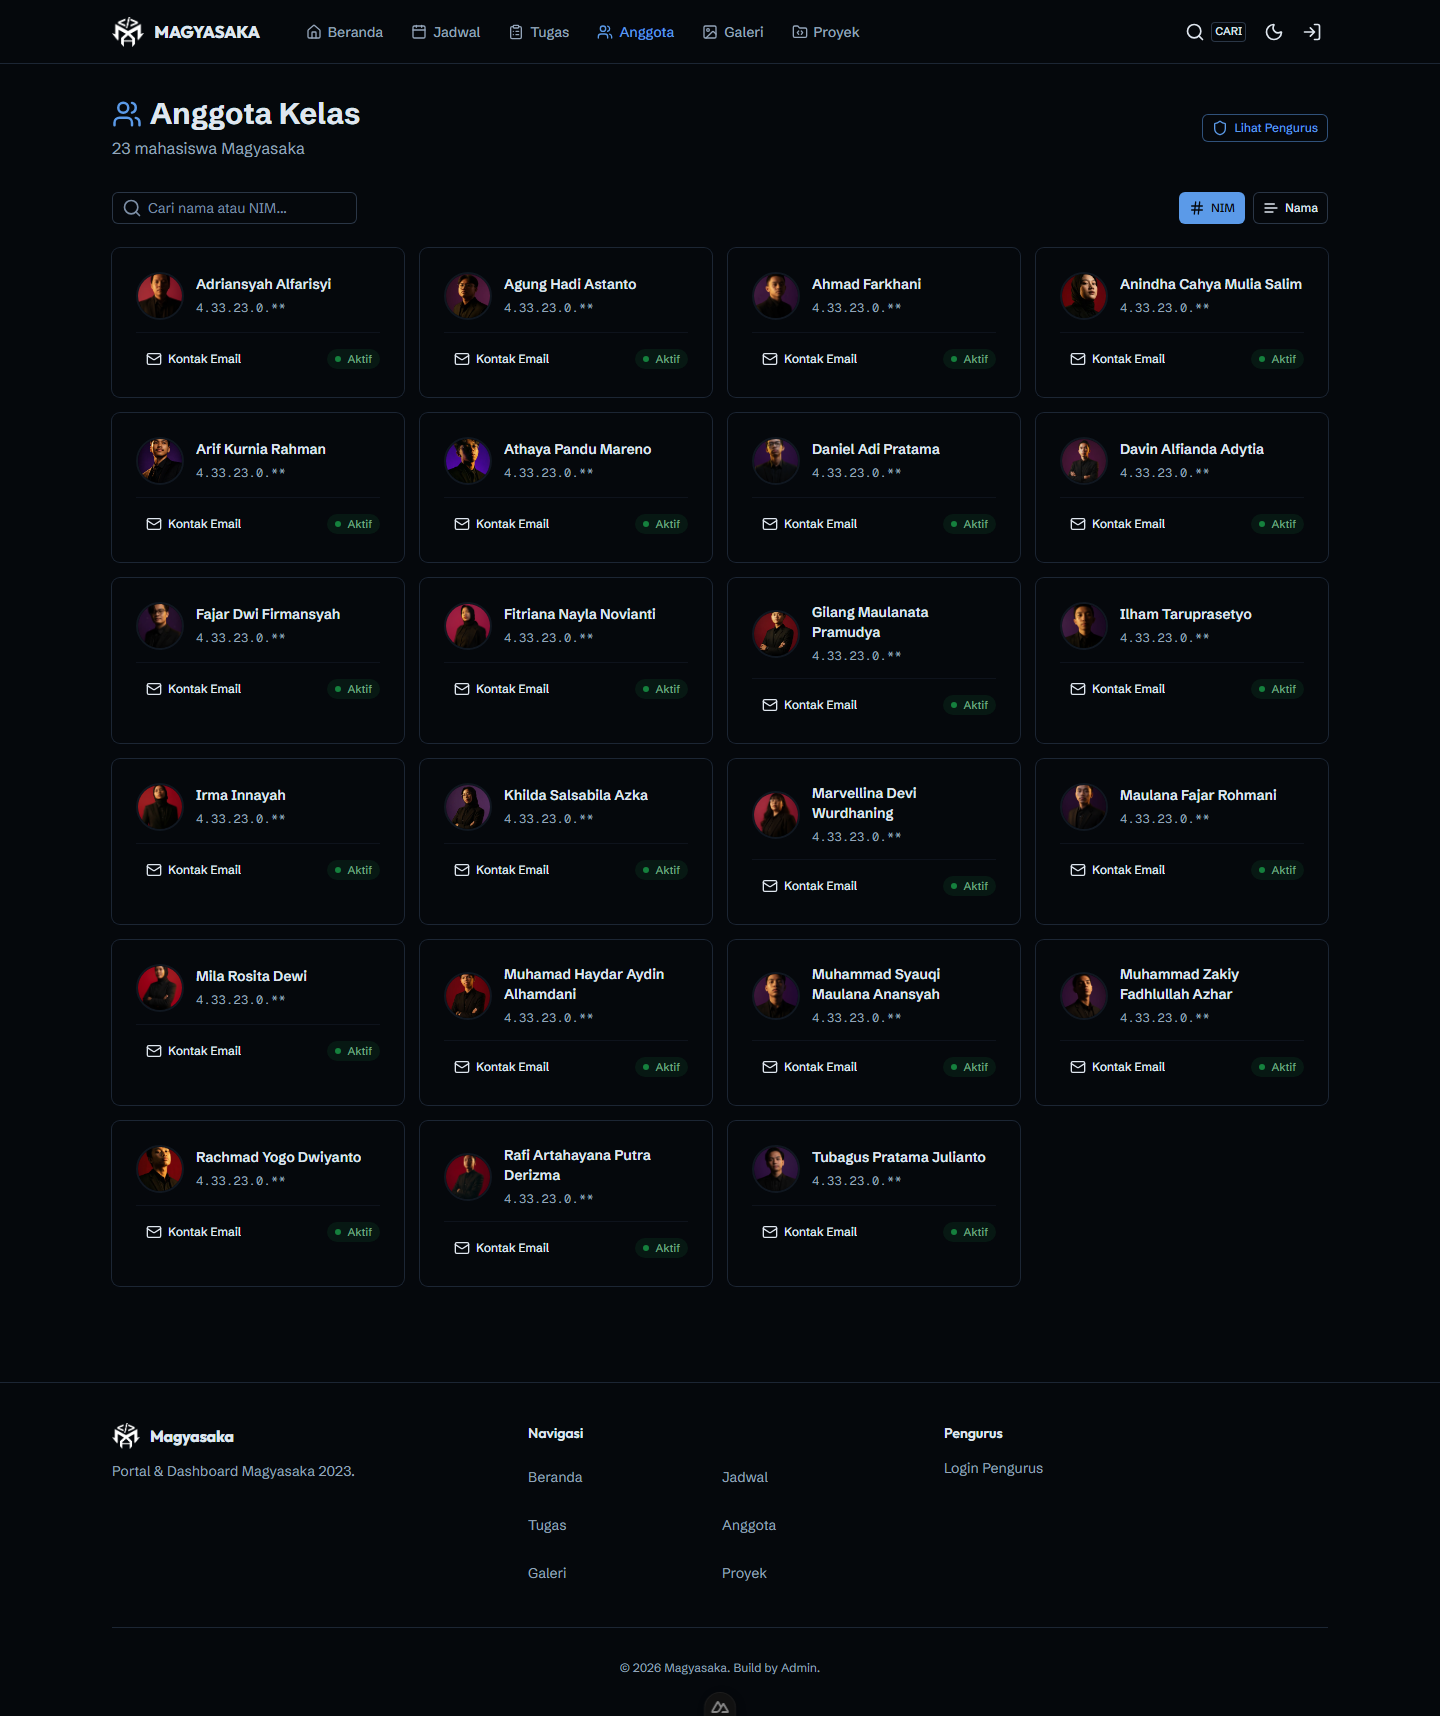 MAGYASAKA Beranda Jadwal Tugas Anggota Galeri Proyek CARI
Anggota Kelas
23 mahasiswa Magyasaka
Lihat Pengurus
Cari nama atau NIM...
NIM Nama
Adriansyah Alfarisyi
4.33.23.0.**
Kontak Email Aktif
Agung Hadi Astanto
4.33.23.0.**
Kontak Email Aktif
Ahmad Farkhani
4.33.23.0.**
Kontak Email Aktif
Anindha Cahya Mulia Salim
4.33.23.0.**
Kontak Email Aktif
Arif Kurnia Rahman
4.33.23.0.**
Kontak Email Aktif
Athaya Pandu Mareno
4.33.23.0.**
Kontak Email Aktif
Daniel Adi Pratama
4.33.23.0.**
Kontak Email Aktif
Davin Alfianda Adytia
4.33.23.0.**
Kontak Email Aktif
Fajar Dwi Firmansyah
4.33.23.0.**
Kontak Email Aktif
Fitriana Nayla Novianti
4.33.23.0.**
Kontak Email Aktif
Gilang Maulanata
Pramudya
4.33.23.0.**
Kontak Email Aktif
Ilham Taruprasetyo
4.33.23.0.**
Kontak Email Aktif
Irma Innayah
4.33.23.0.**
Kontak Email Aktif
Khilda Salsabila Azka
4.33.23.0.**
Kontak Email Aktif
Marvellina Devi
Wurdhaning
4.33.23.0.**
Kontak Email Aktif
Maulana Fajar Rohmani
4.33.23.0.**
Kontak Email Aktif
Mila Rosita Dewi
4.33.23.0.**
Kontak Email Aktif
Muhamad Haydar Aydin
Alhamdani
4.33.23.0.**
Kontak Email Aktif
Muhammad Syauqi
Maulana Anansyah
4.33.23.0.**
Kontak Email Aktif
Muhammad Zakiy
Fadhlullah Azhar
4.33.23.0.**
Kontak Email Aktif
Rachmad Yogo Dwiyanto
4.33.23.0.**
Kontak Email Aktif
Rafi Artahayana Putra
Derizma
4.33.23.0.**
Kontak Email Aktif
Tubagus Pratama Julianto
4.33.23.0.**
Kontak Email Aktif
Magyasaka
Portal & Dashboard Magyasaka 2023.
Navigasi
Beranda Jadwal
Tugas Anggota
Galeri Proyek
Pengurus
Login Pengurus
© 2026 Magyasaka. Build by Admin.